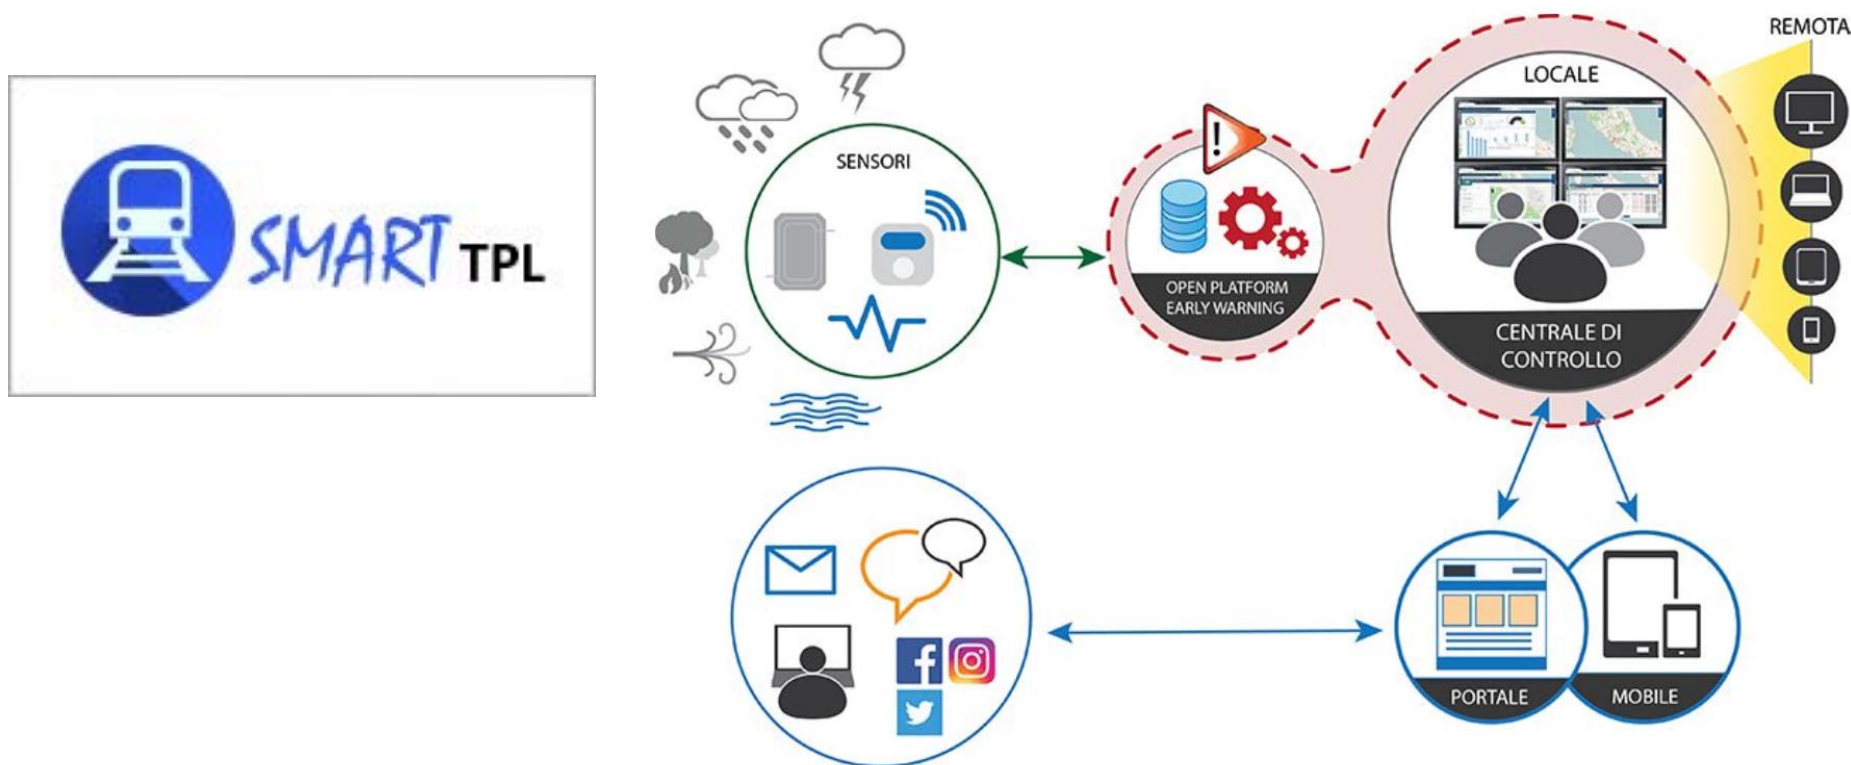 SMART TPL
SENSORI
OPEN PLATFORM
EARLY WARNING
LOCALE
CENTRALE DI
CONTROLLO
REMOTA
PORTALE
MOBILE